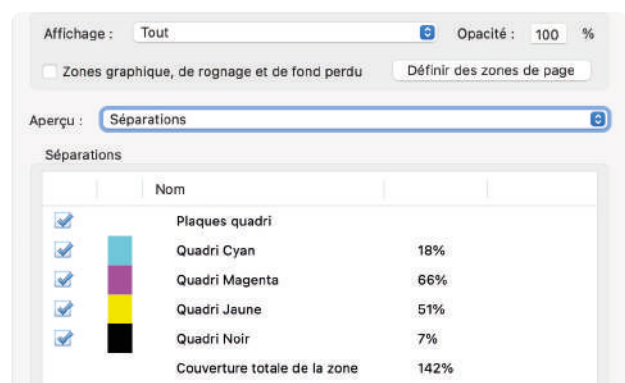 Affichage : Tout Opacité : 100 %
Zones graphique, de rognage et de fond perdu Définir des zones de page
Aperçu : Séparations
Séparations
Nom
Plaques quadri
Quadri Cyan 18%
Quadri Magenta 66%
Quadri Jaune 51%
Quadri Noir 7%
Couverture totale de la zone 142%